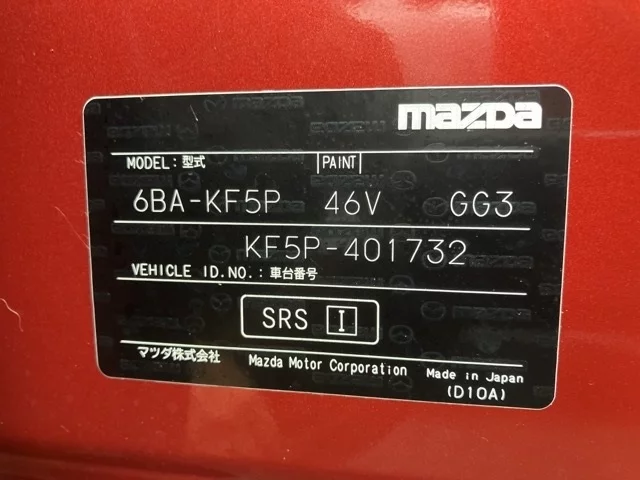 mazda
MODEL: 型式 PAINT
6BA-KF5P 46V GG3
KF5P-401732
VEHICLE ID.NO.: 車台番号
SRS I
マツダ株式会社 Mazda Motor Corporation Made in Japan
(D10A)